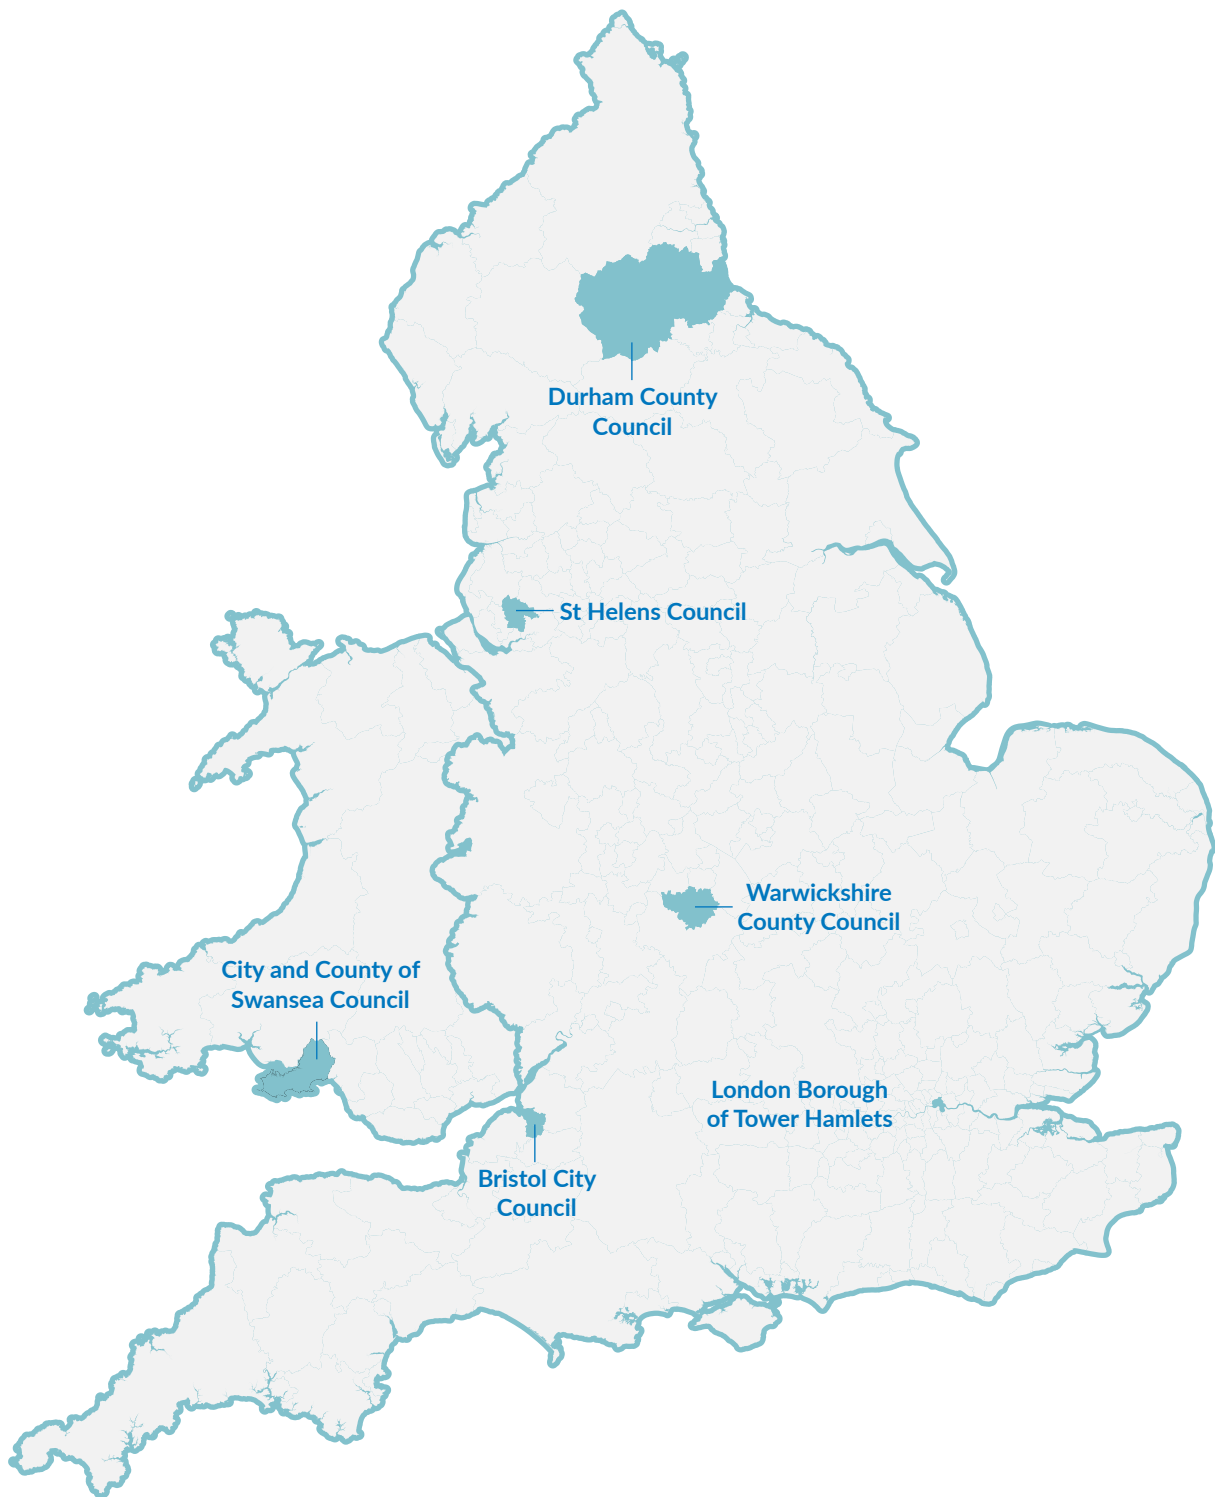 Durham County
Council
St Helens Council
Warwickshire
County Council
City and County of
Swansea Council
London Borough
of Tower Hamlets
Bristol City
Council